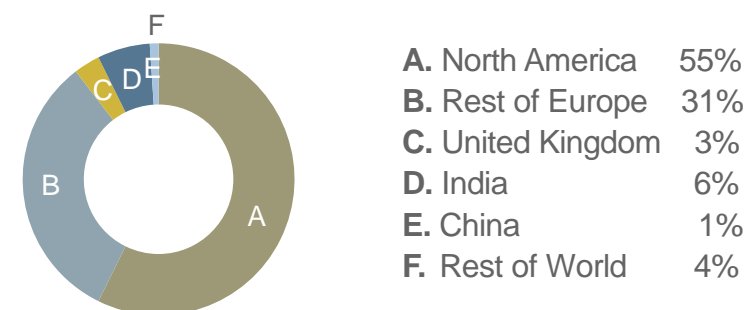 F
E
D
C
B
A
A. North America 55%
B. Rest of Europe 31%
C. United Kingdom 3%
D. India 6%
E. China 1%
F. Rest of World 4%